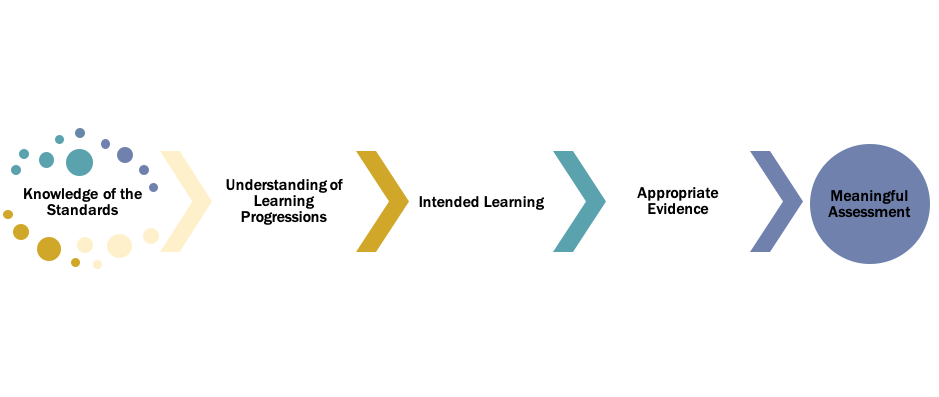 Knowledge of the
Standards
Understanding of
Learning
Progressions
Intended Learning
Appropriate
Evidence
Meaningful
Assessment